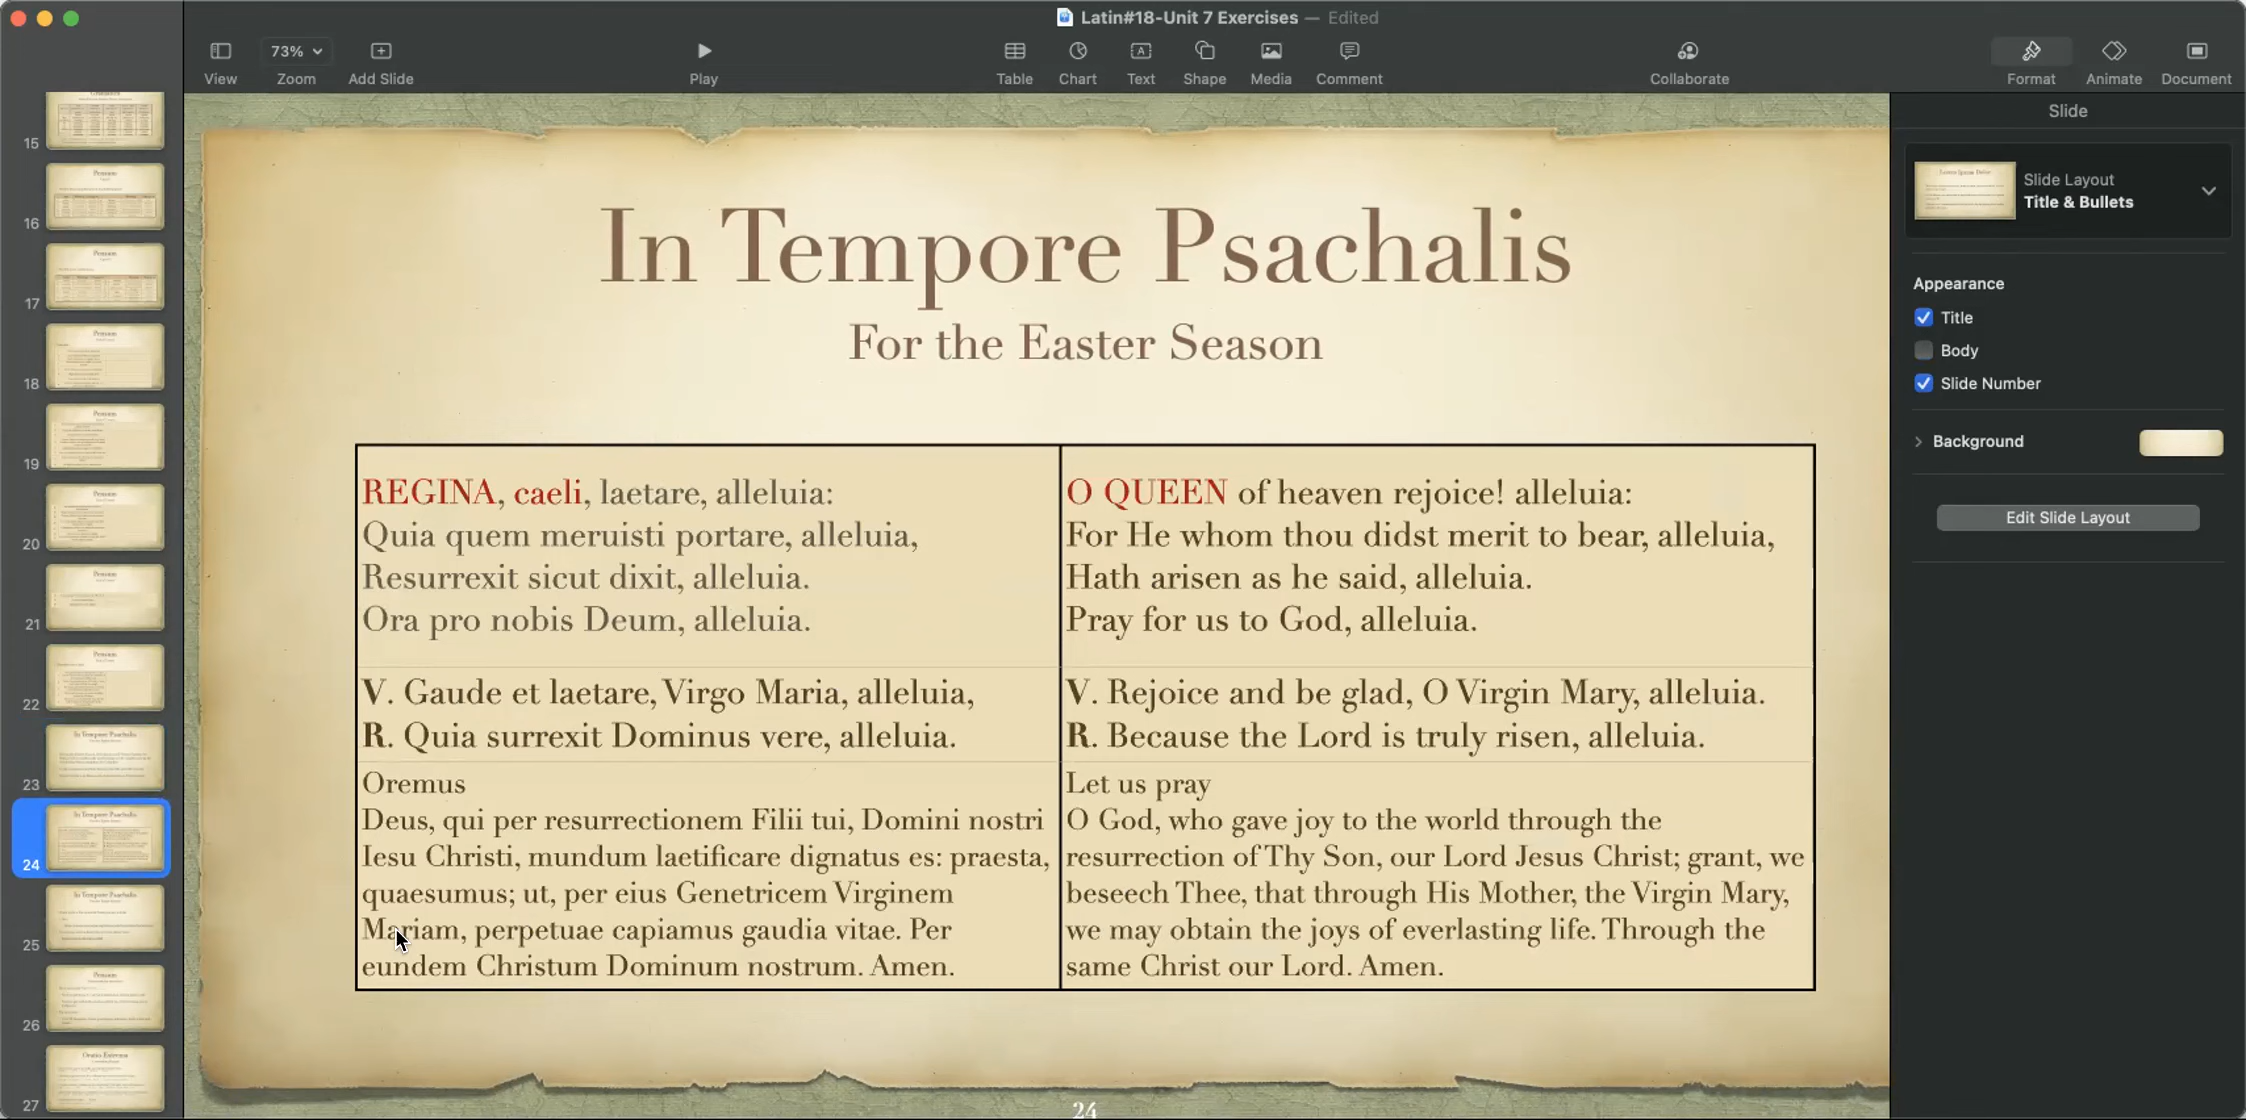 Latin#18-Unit 7 Exercises — Edited
73%
View
Zoom
Add Slide
Play
Table
Chart
Text
Shape
Media
Comment
Collaborate
Format
Animate
Document
15
16
17
18
19
20
21
22
23
24
25
26
27
In Tempore Psachalis
For the Easter Season
REGINA, caeli, laetare, alleluia:
Quia quem meruisti portare, alleluia,
Resurrexit sicut dixit, alleluia.
Ora pro nobis Deum, alleluia.
O QUEEN of heaven rejoice! alleluia:
For He whom thou didst merit to bear, alleluia,
Hath arisen as he said, alleluia.
Pray for us to God, alleluia.
V. Gaude et laetare, Virgo Maria, alleluia,
R. Quia surrexit Dominus vere, alleluia.
V. Rejoice and be glad, O Virgin Mary, alleluia.
R. Because the Lord is truly risen, alleluia.
Oremus
Deus, qui per resurrectionem Filii tui, Domini nostri
Iesu Christi, mundum laetificare dignatus es: praesta,
quaesumus; ut, per eius Genetricem Virginem
Mariam, perpetuae capiamus gaudia vitae. Per
eundem Christum Dominum nostrum. Amen.
Let us pray
O God, who gave joy to the world through the
resurrection of Thy Son, our Lord Jesus Christ; grant, we
beseech Thee, that through His Mother, the Virgin Mary,
we may obtain the joys of everlasting life. Through the
same Christ our Lord. Amen.
24
Slide
Slide Layout
Title & Bullets
Appearance
Title
Body
Slide Number
Background
Edit Slide Layout